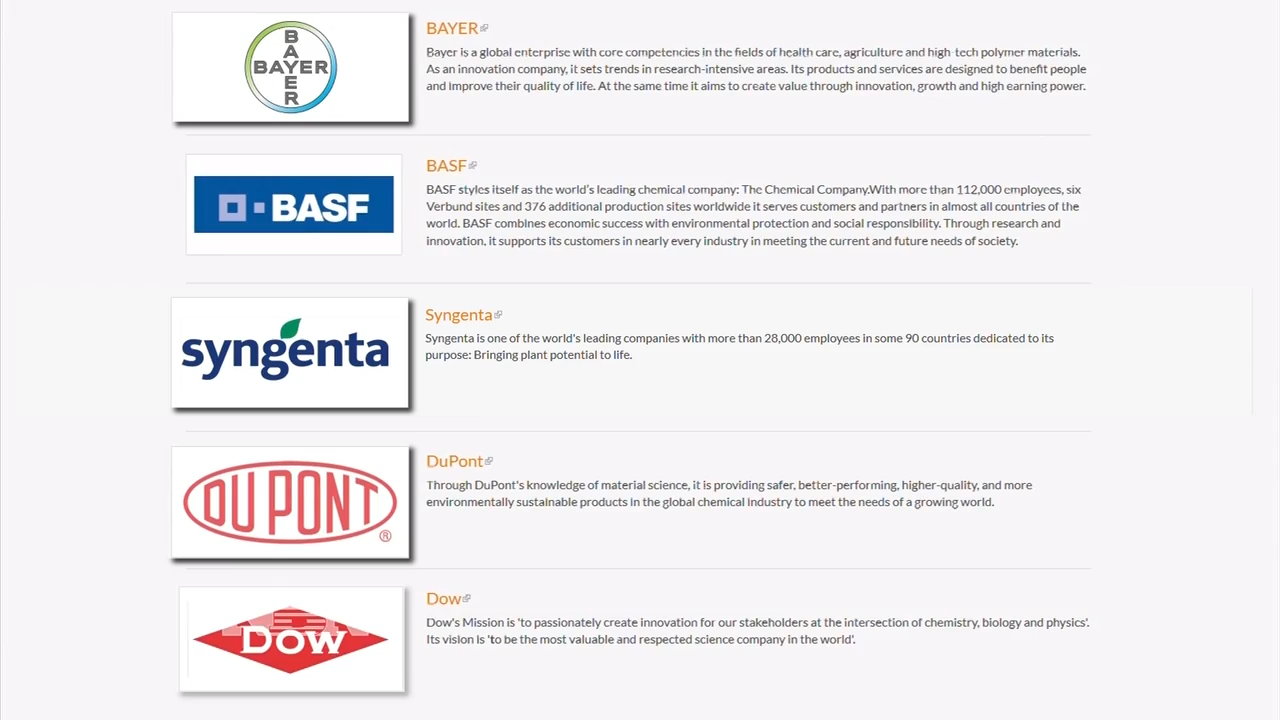 BAYER
BAYER
BAYER
Bayer is a global enterprise with core competencies in the fields of health care, agriculture and high-tech polymer materials.
As an innovation company, it sets trends in research-intensive areas. Its products and services are designed to benefit people
and improve their quality of life. At the same time it aims to create value through innovation, growth and high earning power.
BASF
BASF
BASF styles itself as the world's leading chemical company: The Chemical Company.With more than 112,000 employees, six
Verbund sites and 376 additional production sites worldwide it serves customers and partners in almost all countries of the
world. BASF combines economic success with environmental protection and social responsibility. Through research and
innovation, it supports its customers in nearly every industry in meeting the current and future needs of society.
syngenta
Syngenta
Syngenta is one of the world's leading companies with more than 28,000 employees in some 90 countries dedicated to its
purpose: Bringing plant potential to life.
DUPONT®
DuPont
Through DuPont's knowledge of material science, it is providing safer, better-performing, higher-quality, and more
environmentally sustainable products in the global chemical industry to meet the needs of a growing world.
Dow
Dow
Dow's Mission is 'to passionately create innovation for our stakeholders at the intersection of chemistry, biology and physics'.
Its vision is 'to be the most valuable and respected science company in the world'.